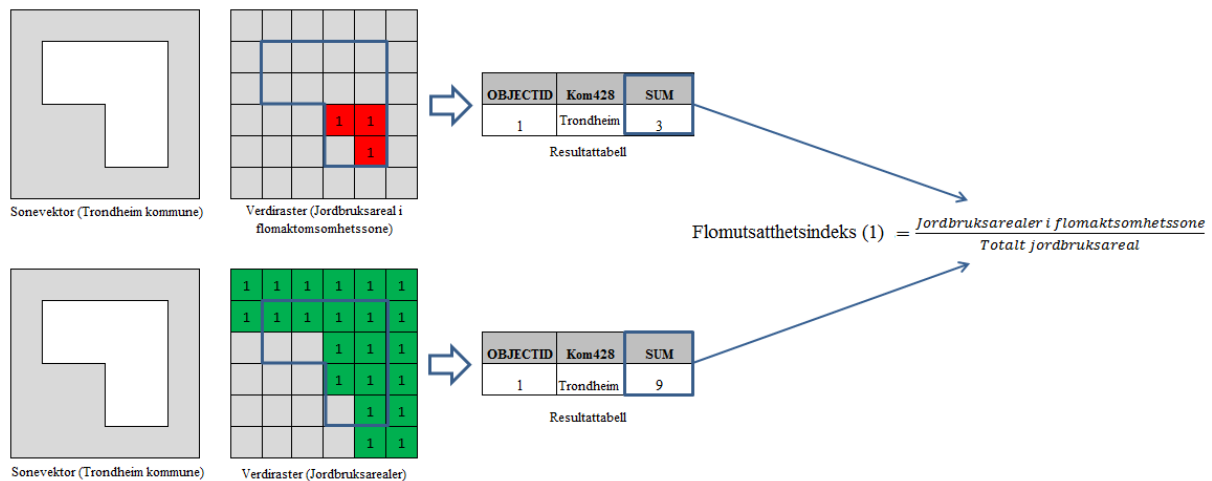 1 1
1
Sonevektor (Trondheim kommune)
Verdiraster (Jordbruksareal i
flomaktomsomhetssone)
OBJECTID Kom428 SUM
1 Trondheim 3
Resultattabell
Flomutsatthetsindeks (1) = Jordbruksarealer i flomaktsomhetssone
Totalt jordbruksareal
1 1 1 1 1 1
1 1 1 1 1 1
1 1 1
1 1 1
1 1
1 1
Sonevektor (Trondheim kommune)
Verdiraster (Jordbruksarealer)
OBJECTID Kom428 SUM
1 Trondheim 9
Resultattabell